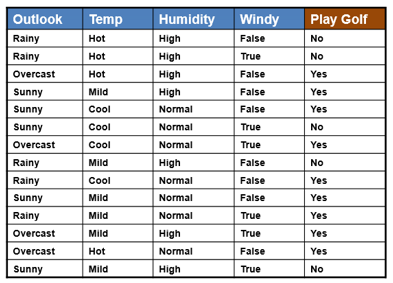 Outlook Temp Humidity Windy Play Golf
Rainy Hot High False No
Rainy Hot High True No
Overcast Hot High False Yes
Sunny Mild High False Yes
Sunny Cool Normal False Yes
Sunny Cool Normal True No
Overcast Cool Normal True Yes
Rainy Mild High False No
Rainy Cool Normal False Yes
Sunny Mild Normal False Yes
Rainy Mild Normal True Yes
Overcast Mild High True Yes
Overcast Hot Normal False Yes
Sunny Mild High True No